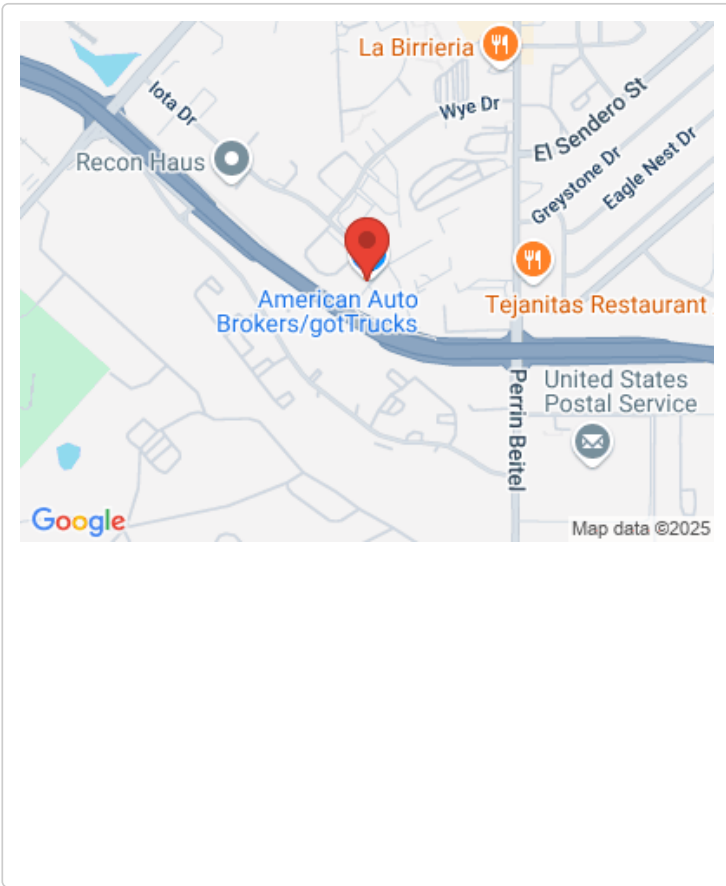 La Birrieria
Iota Dr
Wye Dr
El Sendero St
Recon Haus
Greystone Dr
Eagle Nest Dr
American Auto
Brokers/gotTrucks
Tejanitas Restaurant
Perrin Beitel
United States
Postal Service
Google
Map data ©2025